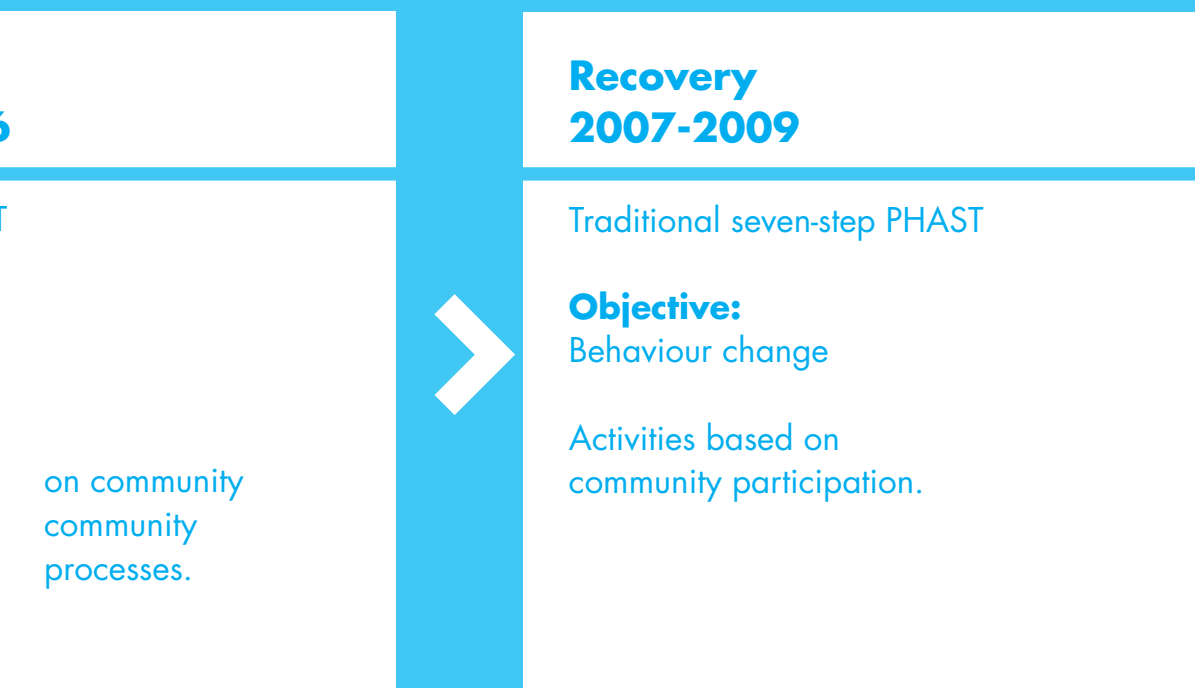 6
T
on community
community
processes.
Recovery
2007-2009
Traditional seven-step PHAST
Objective:
Behaviour change
Activities based on
community participation.